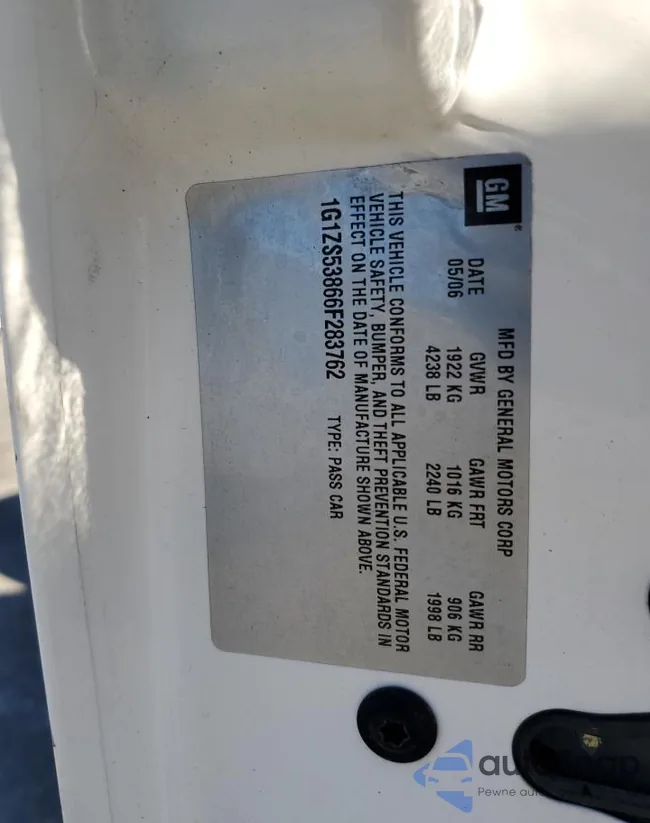 GM
®
MFD BY GENERAL MOTORS CORP
DATE GVWR GAWR FRT GAWR RR
05/06 1922 KG 1016 KG 906 KG
4238 LB 2240 LB 1998 LB
THIS VEHICLE CONFORMS TO ALL APPLICABLE U.S. FEDERAL MOTOR
VEHICLE SAFETY, BUMPER, AND THEFT PREVENTION STANDARDS IN
EFFECT ON THE DATE OF MANUFACTURE SHOWN ABOVE.
1G1ZS53866F283762 TYPE: PASS CAR
Pewne